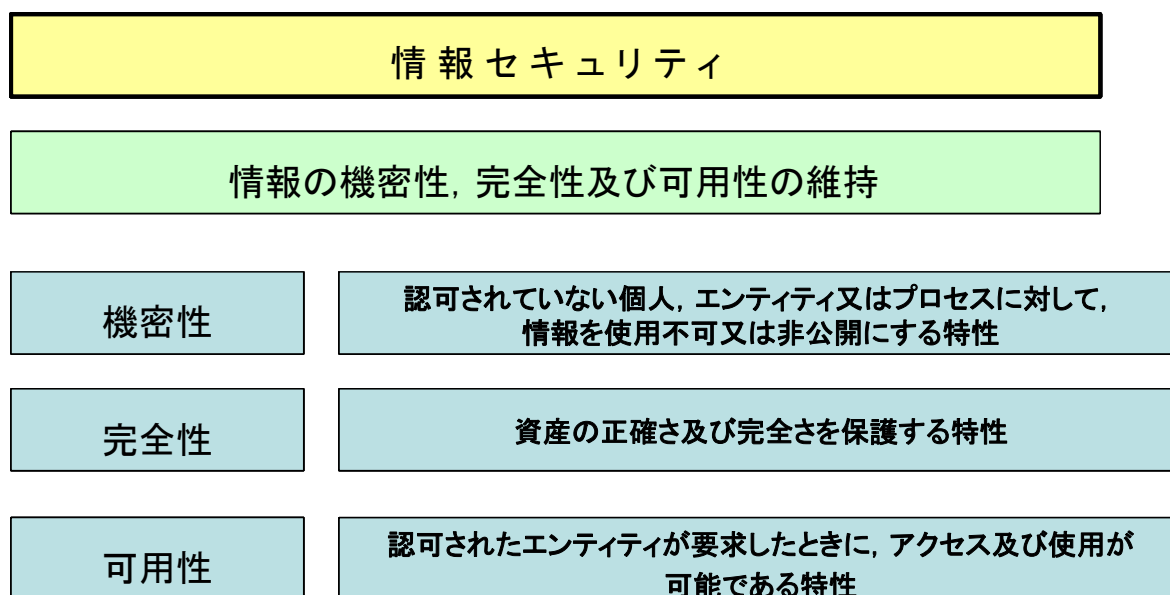 情報セキュリティ
情報の機密性, 完全性及び可用性の維持
機密性
認可されていない個人, エンティティ又はプロセスに対して,
情報を使用不可又は非公開にする特性
完全性
資産の正確さ及び完全さを保護する特性
可用性
認可されたエンティティが要求したときに, アクセス及び使用が
可能である特性